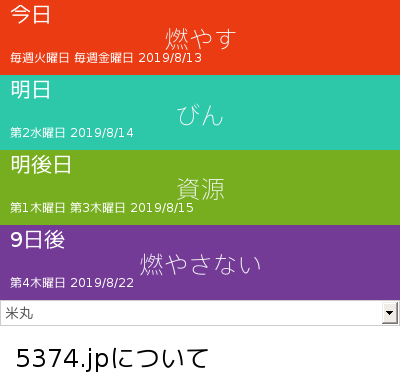 今日
燃やす
毎週火曜日 毎週金曜日 2019/8/13
明日
びん
第2水曜日 2019/8/14
明後日
資源
第1木曜日 第3木曜日 2019/8/15
9日後
燃やさない
第4木曜日 2019/8/22
米丸
5374.jpについて